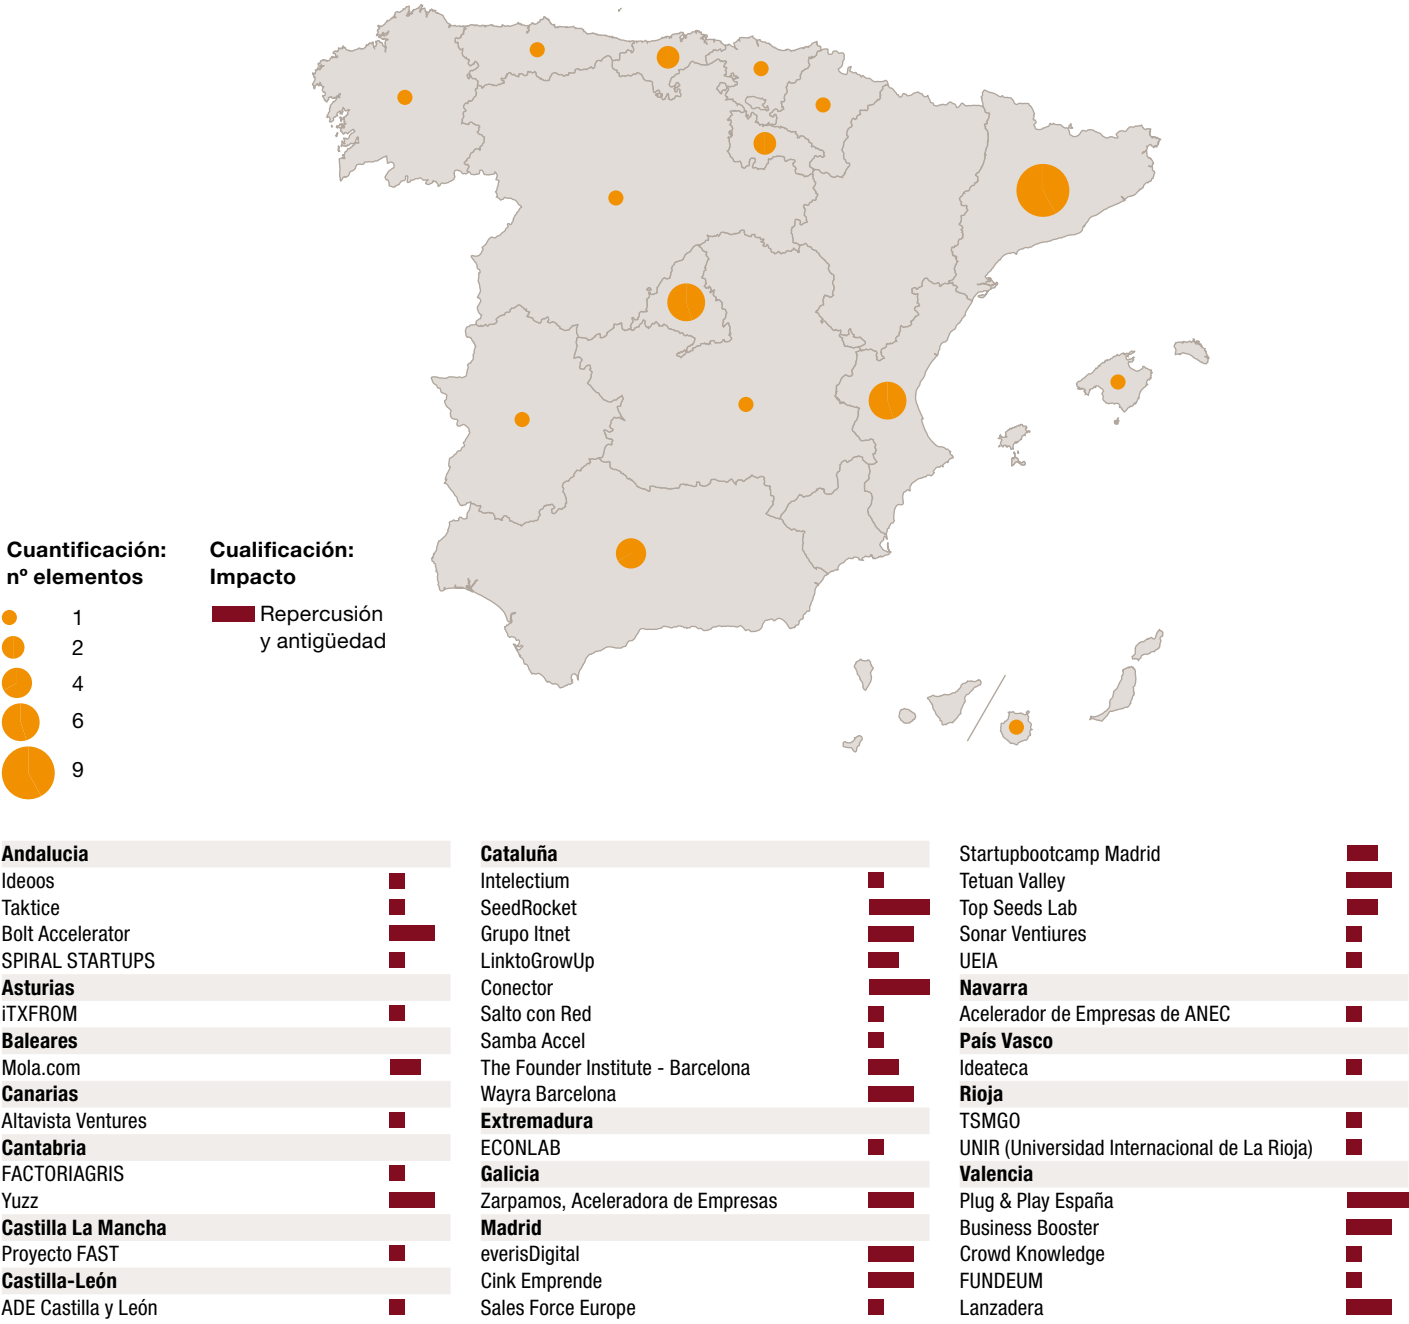 Cuantificación:
nº elementos
1
2
4
6
9
Cualificación:
Impacto
Repercusión
y antigüedad
Andalucia
Ideoos
Taktice
Bolt Accelerator
SPIRAL STARTUPS
Asturias
iTXFROM
Baleares
Mola.com
Canarias
Altavista Ventures
Cantabria
FACTORIAGRIS
Yuzz
Castilla La Mancha
Proyecto FAST
Castilla-León
ADE Castilla y León
Cataluña
Intelectium
SeedRocket
Grupo Itnet
LinktoGrowUp
Conector
Salto con Red
Samba Accel
The Founder Institute - Barcelona
Wayra Barcelona
Extremadura
ECONLAB
Galicia
Zarpamos, Aceleradora de Empresas
Madrid
everisDigital
Cink Emprende
Sales Force Europe
Startupbootcamp Madrid
Tetuan Valley
Top Seeds Lab
Sonar Ventiures
UEIA
Navarra
Acelerador de Empresas de ANEC
País Vasco
Ideateca
Rioja
TSMGO
UNIR (Universidad Internacional de La Rioja)
Valencia
Plug & Play España
Business Booster
Crowd Knowledge
FUNDEUM
Lanzadera